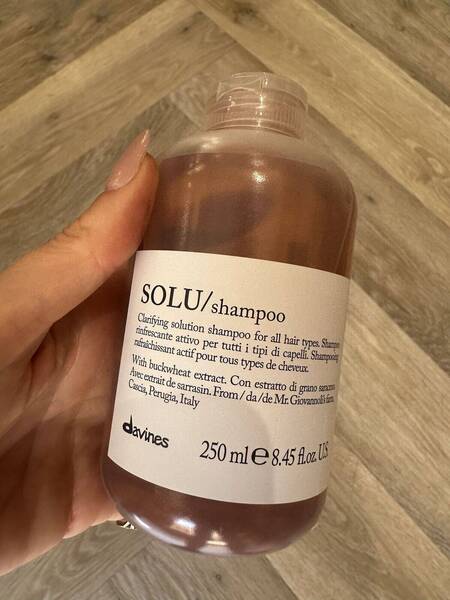 SOLU/shampoo
Clarifying solution shampoo for all hair types. Shampoo
rinfrescante attivo per tutti i tipi di capelli. Shampooing
rafraîchissant actif pour tous types de cheveux.
With buckwheat extract. Con estratto di grano saraceno.
Avec extrait de sarrasin. From/da/de Mr. Giovannolli's farm,
Cascia, Perugia, Italy
davines
250 ml e 8.45 fl.oz. U.S.